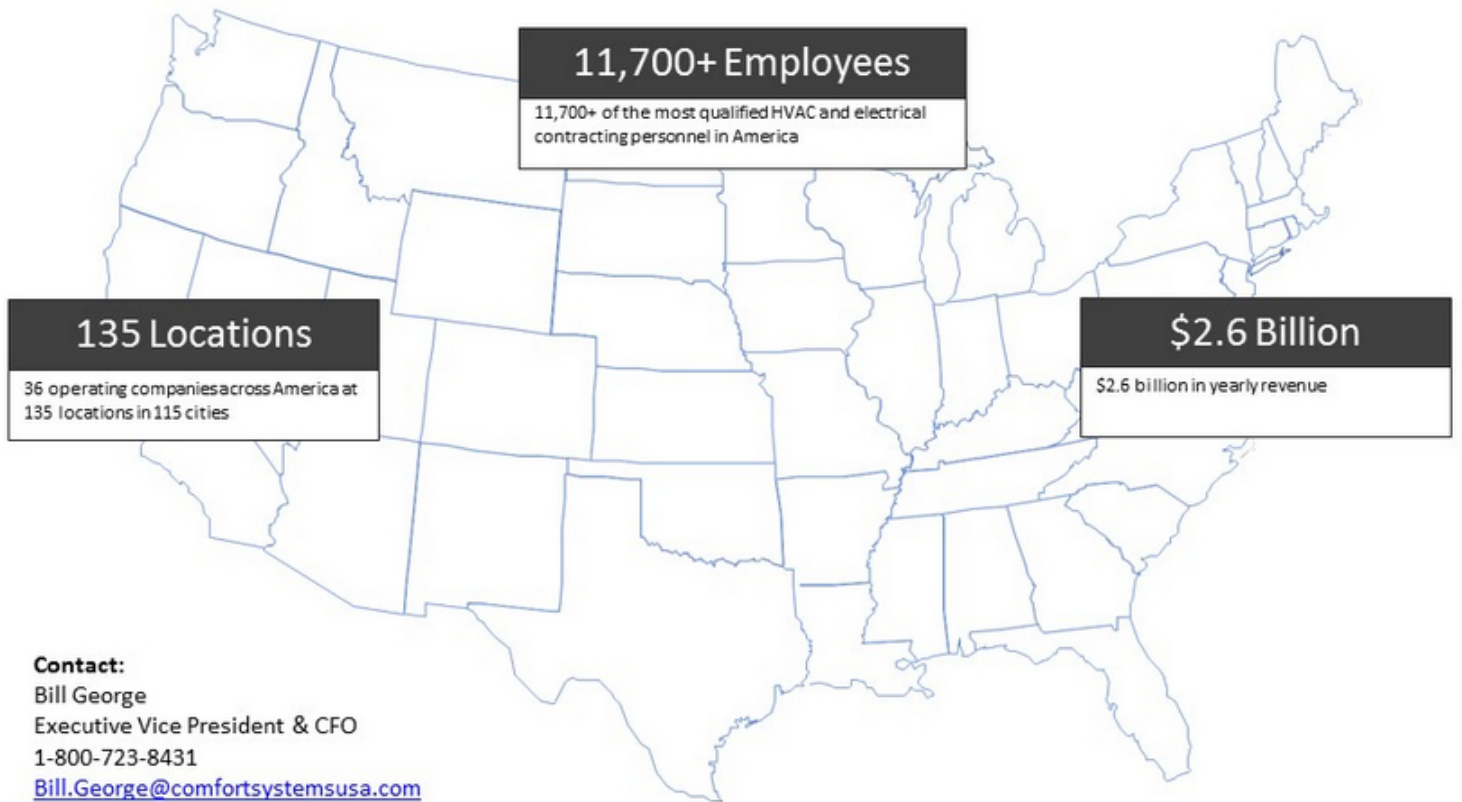 11,700+ Employees
11,700+ of the most qualified HVAC and electrical
contracting personnel in America
135 Locations
36 operating companies across America at
135 locations in 115 cities
$2.6 Billion
$2.6 billion in yearly revenue
Contact:
Bill George
Executive Vice President & CFO
1-800-723-8431
Bill.George@comfortsystemsusa.com